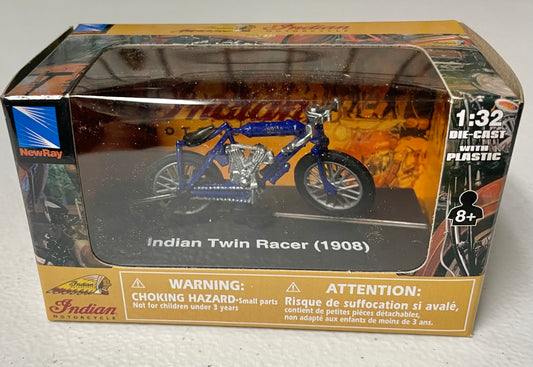 Indian
NewRay
1:32
DIE-CAST
WITH
PLASTIC
8+
Indian Twin Racer (1908)
Indian
MOTORCYCLE
⚠ WARNING:
CHOKING HAZARD-Small parts
Not for children under 3 years
⚠ ATTENTION:
Risque de suffocation si avalé,
contient de petites pièces détachables,
non adapté aux enfants de moins de 3 ans.